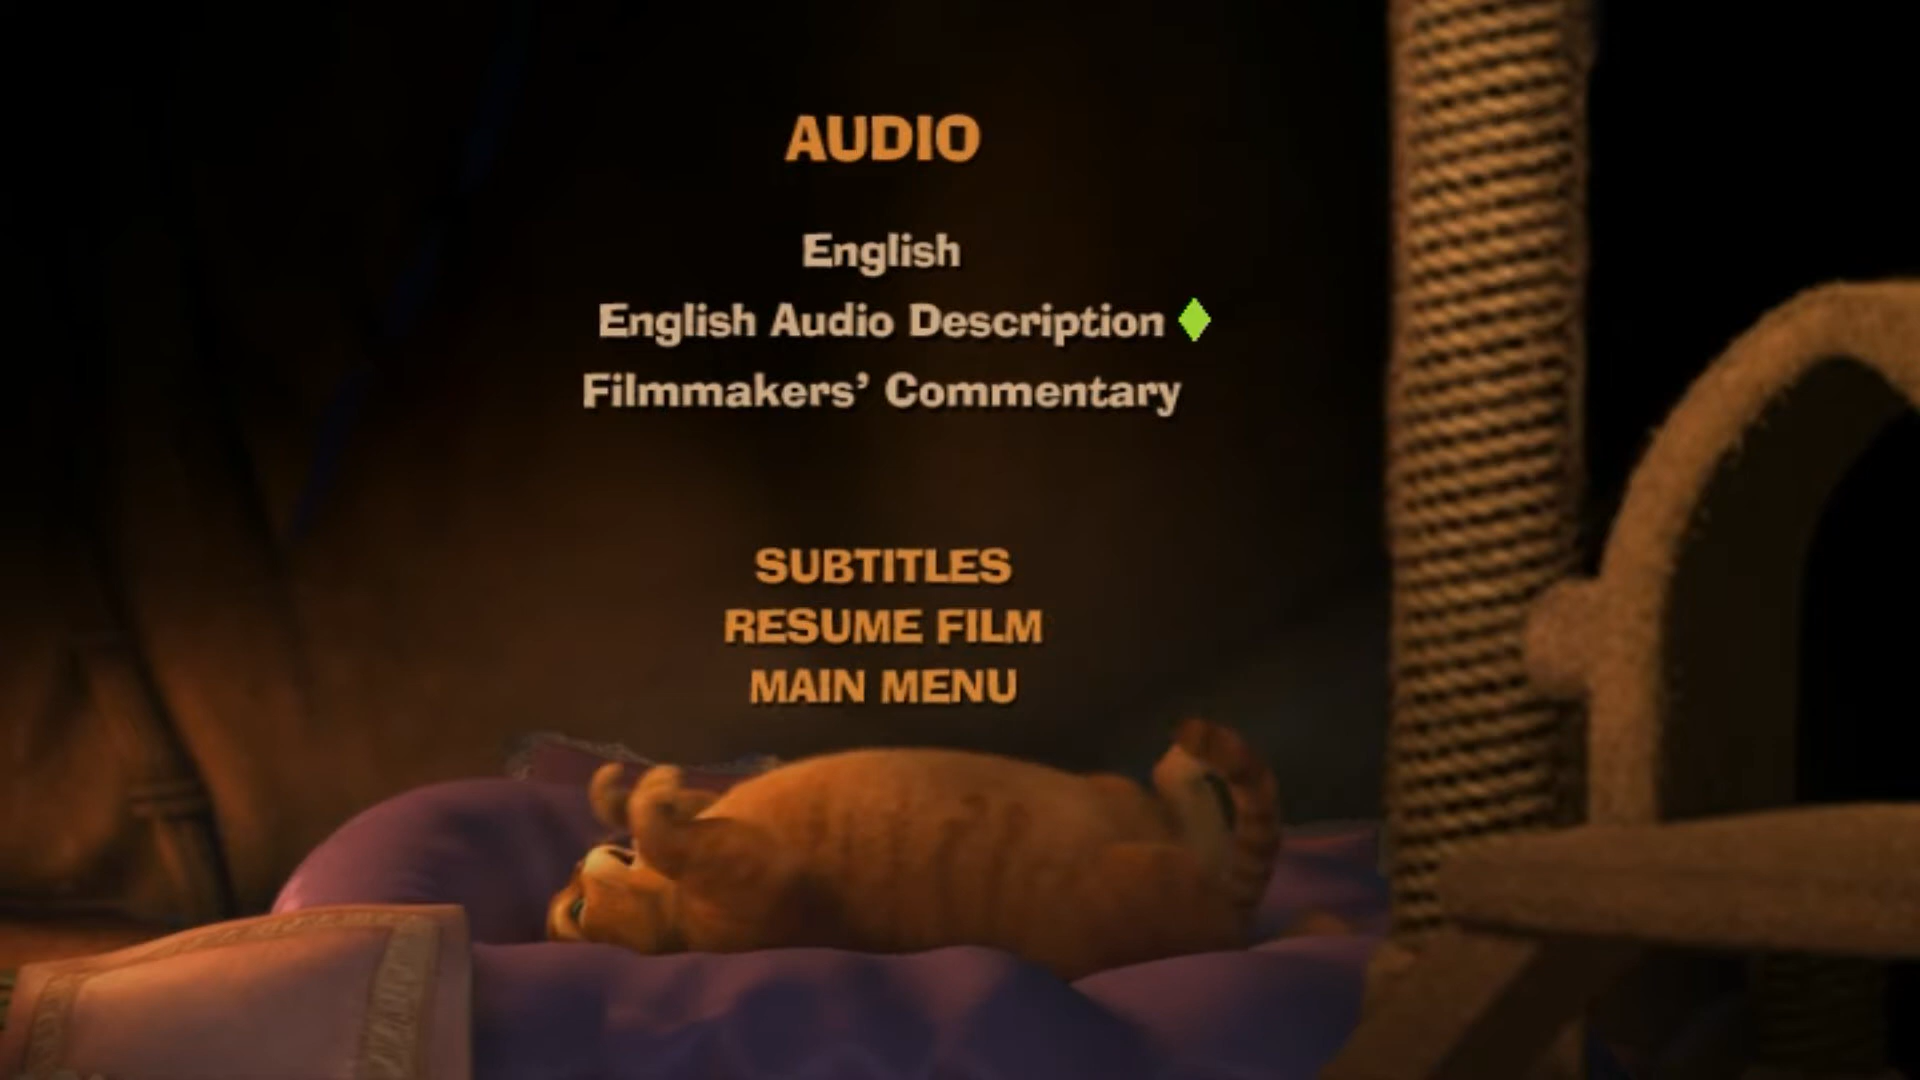 AUDIO
English
English Audio Description
Filmmakers’ Commentary
SUBTITLES
RESUME FILM
MAIN MENU